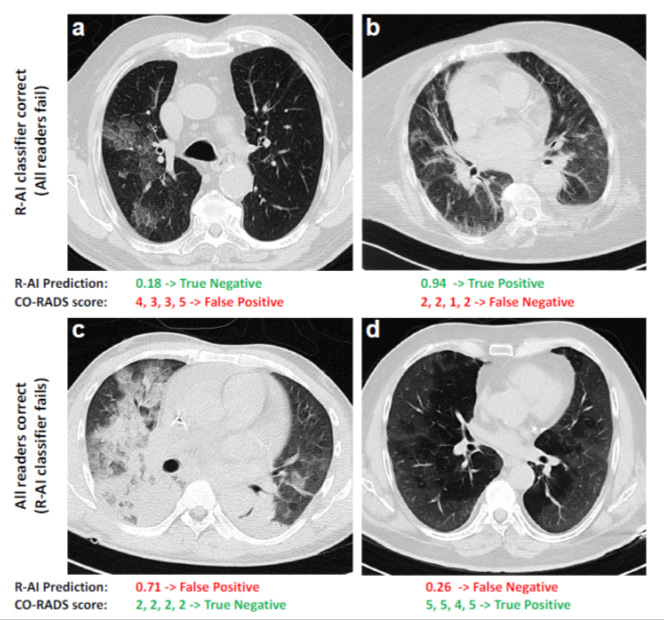 a
b
R-AI classifier correct
(All readers fail)
R-AI Prediction: 0.18 -> True Negative 0.94 -> True Positive
CO-RADS score: 4, 3, 3, 5 -> False Positive 2, 2, 1, 2 -> False Negative
c
d
All readers correct
(R-AI classifier fails)
R-AI Prediction: 0.71 -> False Positive 0.26 -> False Negative
CO-RADS score: 2, 2, 2, 2 -> True Negative 5, 5, 4, 5 -> True Positive